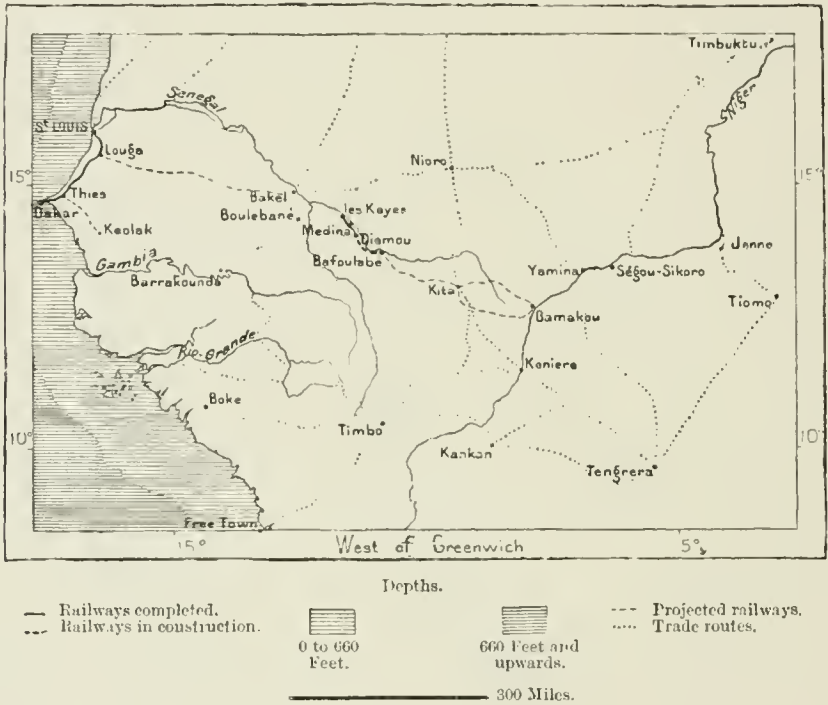 Timbuktu
Niger
Senegal
St LOUIS
Louga
Nioro
15°
15°
Thies
Dakar
Bakel
les Kayes
Boulebane
Medina
Diamou
Jenne
Keolak
Bafoulabe
Gambia
Yamina
Ségou-Sikoro
Barrakounda
Kita
Tiomo
Bamakou
Rio-Grande
Koniere
Boke
Timbo
10°
10°
Kankan
Tengrera
Free Town
15°
West of Greenwich
5°
Depths.
Railways completed.
Railways in construction.
0 to 660
Feet.
660 Feet and
upwards.
Projected railways.
Trade routes.
300 Miles.